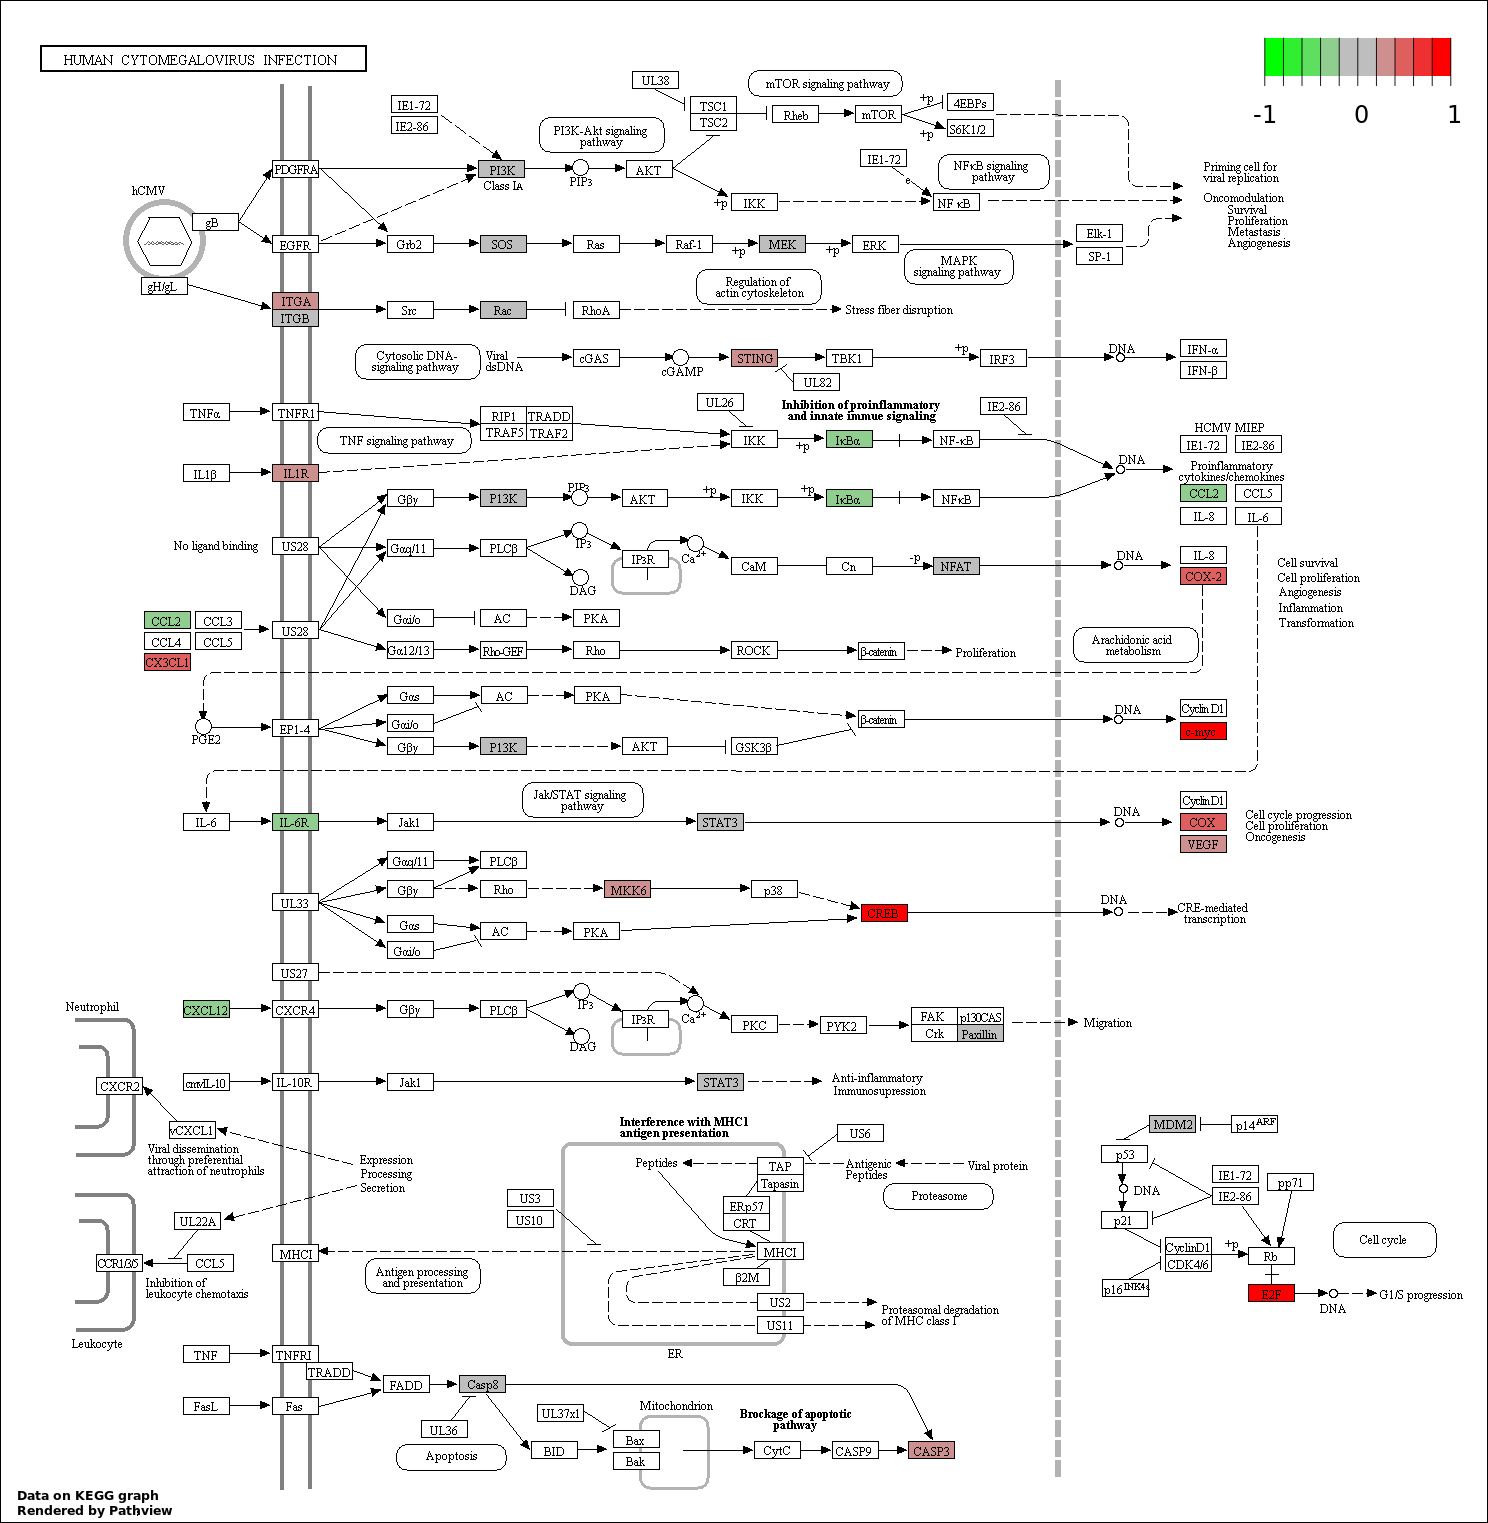 HUMAN CYTOMEGALOVIRUS INFECTION
-1 0 1
UL38
mTOR signaling pathway
IE1-72
IE2-86
PI3K-Akt signaling
pathway
TSC1
TSC2
Rheb
mTOR
+p
+p
4EBPs
S6K1/2
hCMV
gB
PDGFRA
PI3K
Class IA
PIP3
AKT
+p
IKK
IE1-72
e
NFκB
NFκB signaling
pathway
Priming cell for
viral replication
Oncomodulation
Survival
Proliferation
Metastasis
Angiogenesis
EGFR
Grb2
SOS
Ras
Raf-1
+p
MEK
+p
ERK
Elk-1
SP-1
MAPK
signaling pathway
gH/gL
ITGA
ITGB
Src
Rac
RhoA
Regulation of
actin cytoskeleton
Stress fiber disruption
Cytosolic DNA-
signaling pathway
Viral
dsDNA
cGAS
cGAMP
STING
UL82
TBK1
+p
IRF3
DNA
IFN-α
IFN-β
TNFα
TNFR1
TNF signaling pathway
RIP1
TRADD
TRAF5
TRAF2
UL26
Inhibition of proinflammatory
and innate immue signaling
IE2-86
IKK
+p
IκBα
NF-κB
DNA
HCMV MIEP
IE1-72
IE2-86
Proinflammatory
cytokines/chemokines
CCL2
CCL5
IL-8
IL-6
IL1β
IL1R
Gβγ
P13K
PIP3
AKT
+p
IKK
+p
IκBα
NFκB
No ligand binding
US28
Gαq/11
PLCβ
IP3
DAG
IP3R
Ca2+
CaM
Cn
-p
NFAT
DNA
IL-8
COX-2
Cell survival
Cell proliferation
Angiogenesis
Inflammation
Transformation
CCL2
CCL3
CCL4
CCL5
CX3CL1
US28
Gαi/o
AC
PKA
Gα12/13
Rho-GEF
Rho
ROCK
β-catenin
Proliferation
Arachidonic acid
metabolism
PGE2
EP1-4
Gαs
AC
PKA
Gαi/o
Gβγ
P13K
AKT
GSK3β
β-catenin
DNA
CyclinD1
c-myc
Jak/STAT signaling
pathway
IL-6
IL-6R
Jak1
STAT3
DNA
CyclinD1
COX
VEGF
Cell cycle progression
Cell proliferation
Oncogenesis
UL33
Gαq/11
PLCβ
Gβγ
Rho
MKK6
p38
CREB
DNA
CRE-mediated
transcription
Gαs
AC
PKA
Gαi/o
US27
Neutrophil
CXCL12
CXCR4
Gβγ
PLCβ
IP3
DAG
IP3R
Ca2+
PKC
PYK2
FAK
p130CAS
Crk
Paxillin
Migration
CXCR2
cmvIL-10
IL-10R
Jak1
STAT3
Anti-inflammatory
Immunosupression
vCXCL1
Viral dissemination
through preferential
attraction of neutrophils
Expression
Processing
Secretion
Interference with MHC1
antigen presentation
US6
Peptides
TAP
Tapasin
Antigenic
Peptides
Viral protein
Proteasome
US3
US10
ERp57
CRT
UL22A
CCR1/3/5
CCL5
Inhibition of
leukocyte chemotaxis
MHCI
Antigen processing
and presentation
MHCI
β2M
US2
US11
Proteasomal degradation
of MHC class I
ER
Leukocyte
MDM2
p14ARF
p53
DNA
p21
IE1-72
IE2-86
pp71
CyclinD1
CDK4/6
+p
Rb
p16INK4a
E2F
DNA
G1/S progression
Cell cycle
TNF
TNFRI
TRADD
FADD
Casp8
FasL
Fas
UL36
Apoptosis
UL37x1
BID
Mitochondrion
Bax
Bak
Brockage of apoptotic
pathway
CytC
CASP9
CASP3
Data on KEGG graph
Rendered by Pathview